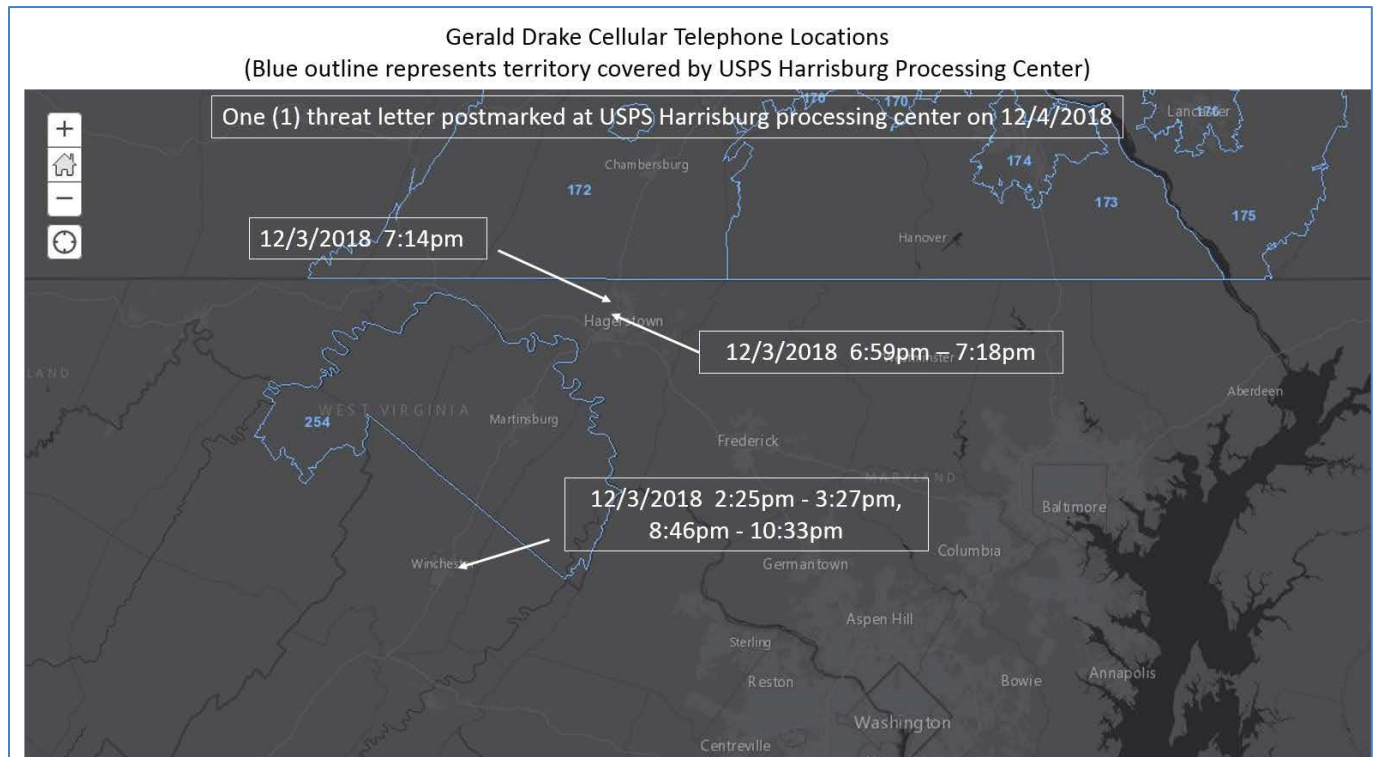 Gerald Drake Cellular Telephone Locations
(Blue outline represents territory covered by USPS Harrisburg Processing Center)
One (1) threat letter postmarked at USPS Harrisburg processing center on 12/4/2018
170
170
Lancaster
176
Chambersburg
174
172
173
175
12/3/2018 7:14pm
Hanover
Hagerstown
12/3/2018 6:59pm – 7:18pm
LAND
Aberdeen
WEST VIRGINIA
254
Martinsburg
Frederick
MARYLAND
12/3/2018 2:25pm - 3:27pm,
8:46pm - 10:33pm
Baltimore
Columbia
Winchest
Germantown
Aspen Hill
Sterling
Reston
Bowie
Annapolis
Washington
Centreville